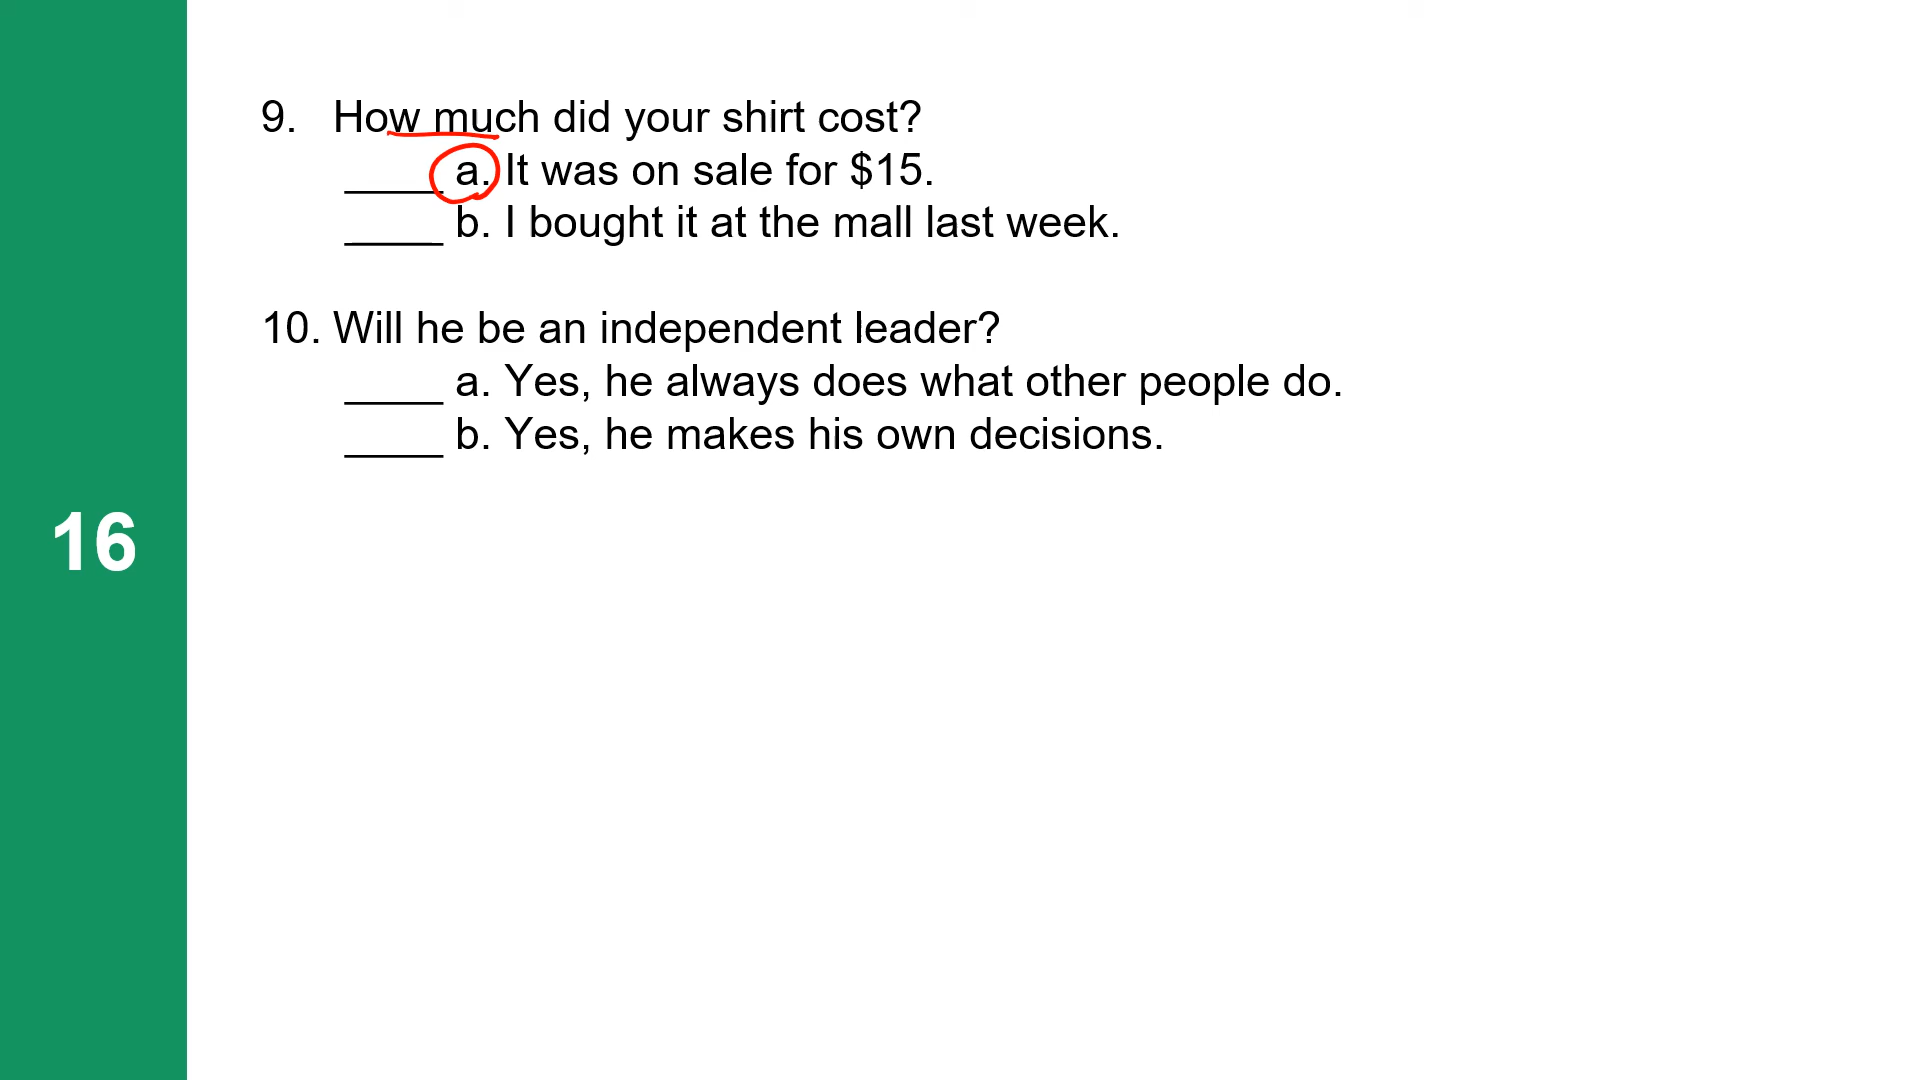 9. How much did your shirt cost?
____ a. It was on sale for $15.
____ b. I bought it at the mall last week.
10. Will he be an independent leader?
____ a. Yes, he always does what other people do.
____ b. Yes, he makes his own decisions.
16